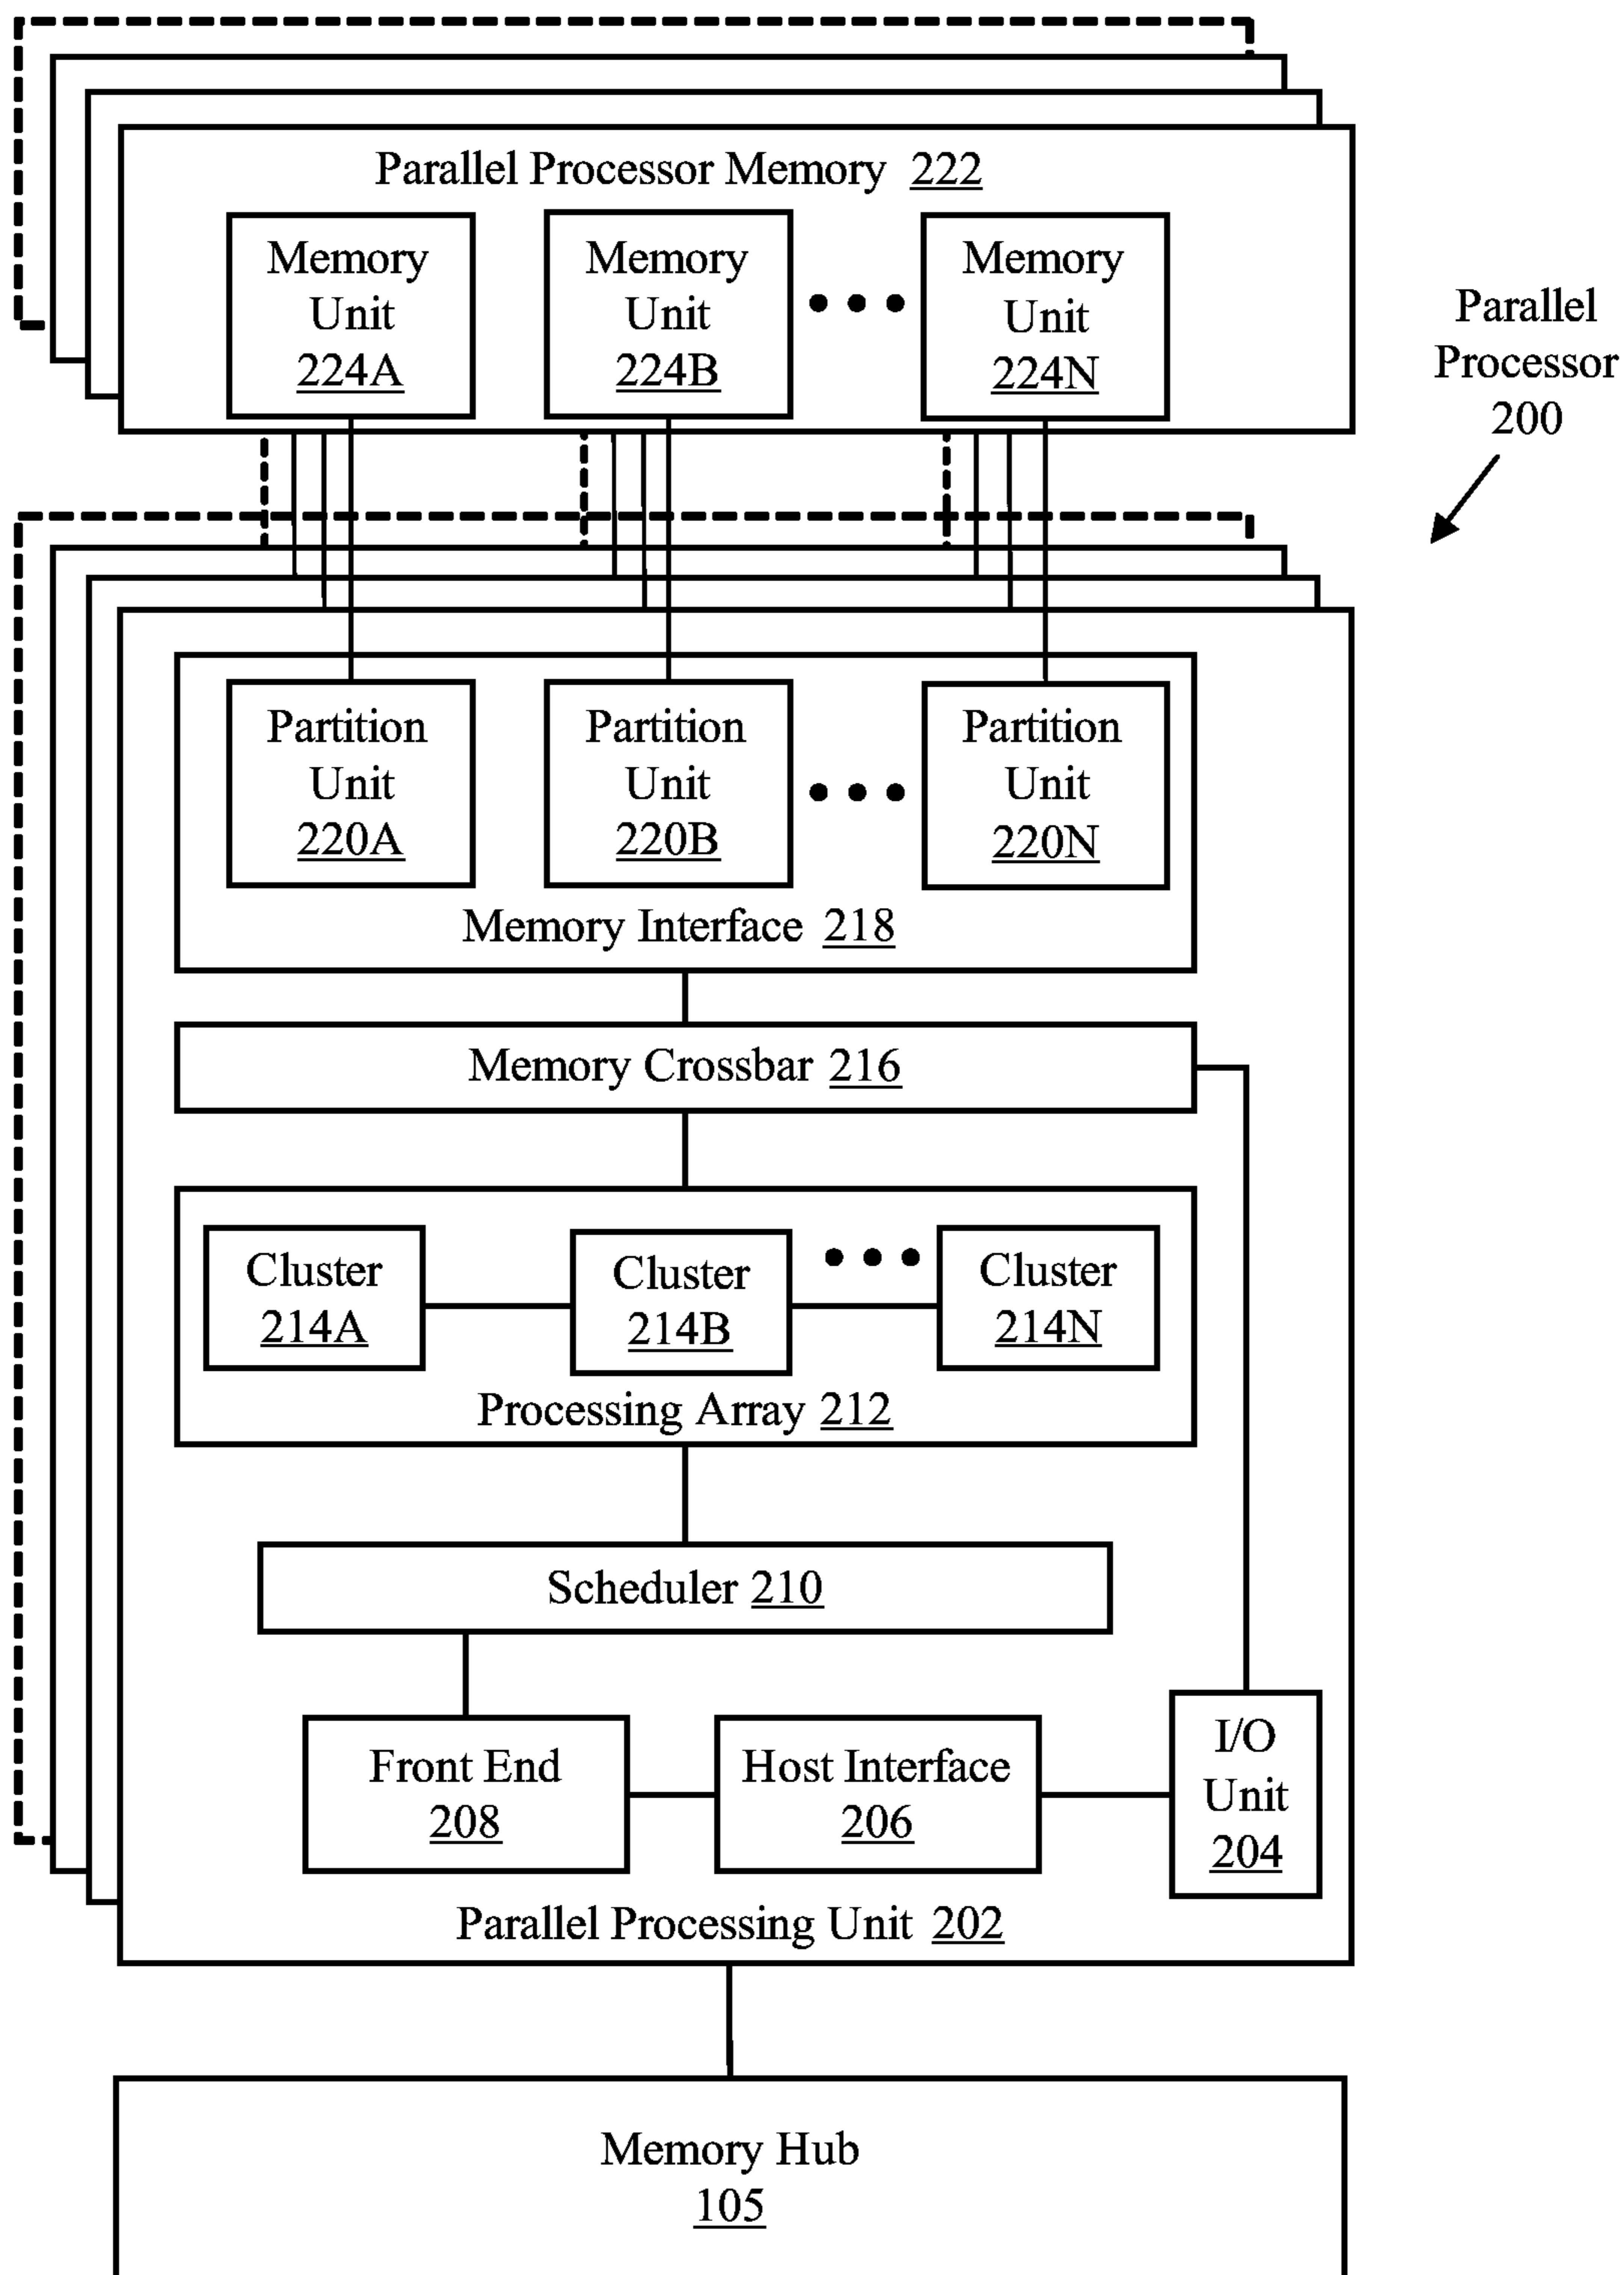 Parallel Processor Memory 222
Memory
Unit
224A
Memory
Unit
224B
Memory
Unit
224N
Parallel
Processor
200
Partition
Unit
220A
Partition
Unit
220B
Partition
Unit
220N
Memory Interface 218
Memory Crossbar 216
Cluster
214A
Cluster
214B
Cluster
214N
Processing Array 212
Scheduler 210
Front End
208
Host Interface
206
I/O
Unit
204
Parallel Processing Unit 202
Memory Hub
105